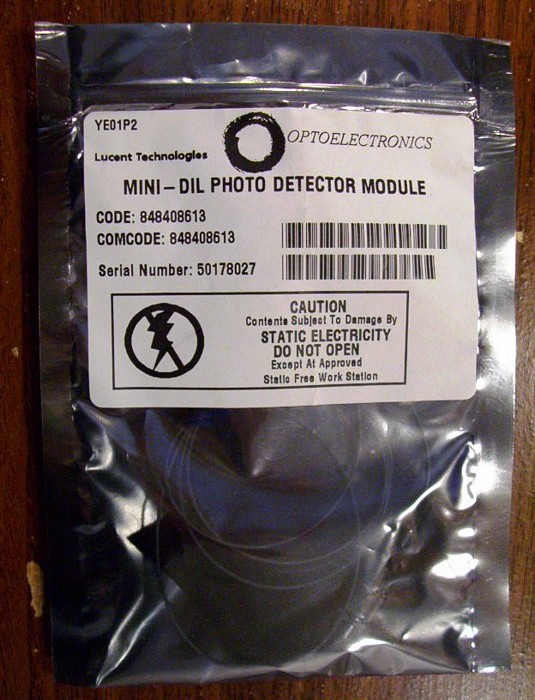 YE01P2
Lucent Technologies
OPTOELECTRONICS
MINI-DIL PHOTO DETECTOR MODULE
CODE: 848408613
COMCODE: 848408613
Serial Number: 50178027
CAUTION
Contents Subject To Damage By
STATIC ELECTRICITY
DO NOT OPEN
Except At Approved
Static Free Work Station